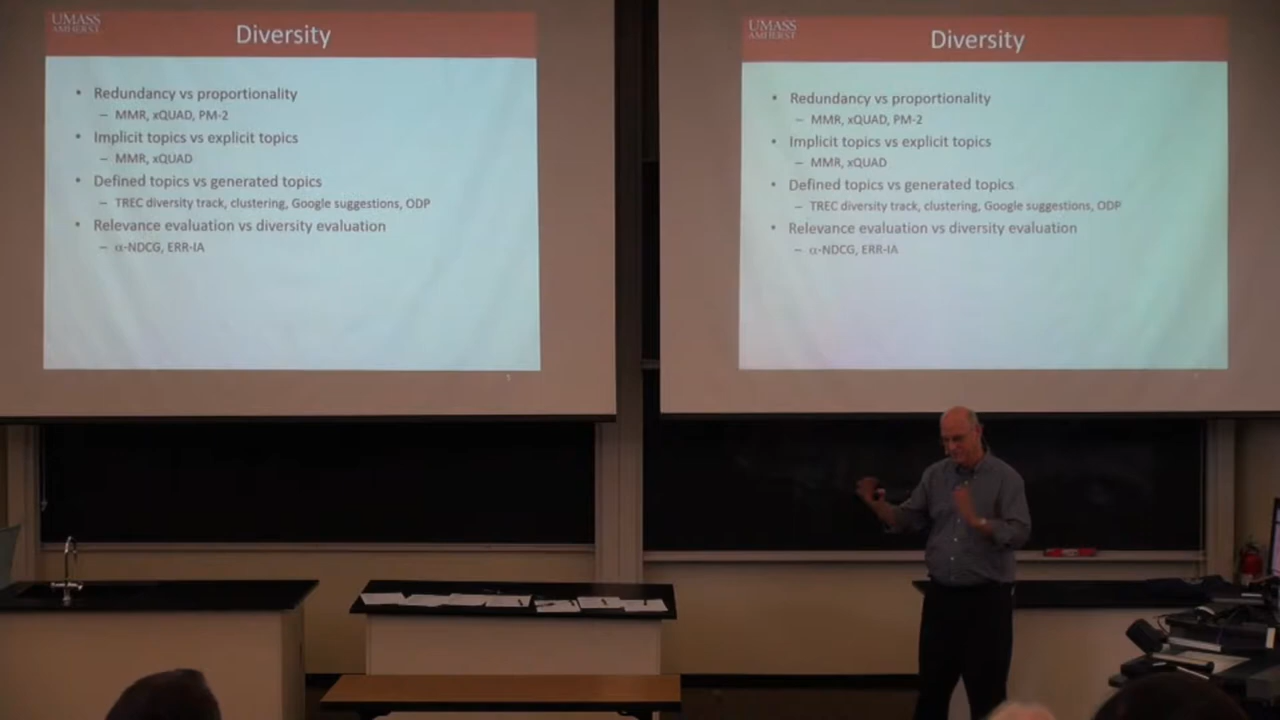 UMASS
AMHERST
Diversity
• Redundancy vs proportionality
– MMR, xQUAD, PM-2
• Implicit topics vs explicit topics
– MMR, xQUAD
• Defined topics vs generated topics
– TREC diversity track, clustering, Google suggestions, ODP
• Relevance evaluation vs diversity evaluation
– α-NDCG, ERR-IA
UMASS
AMHERST
Diversity
• Redundancy vs proportionality
– MMR, xQUAD, PM-2
• Implicit topics vs explicit topics
– MMR, xQUAD
• Defined topics vs generated topics
– TREC diversity track, clustering, Google suggestions, ODP
• Relevance evaluation vs diversity evaluation
– α-NDCG, ERR-IA